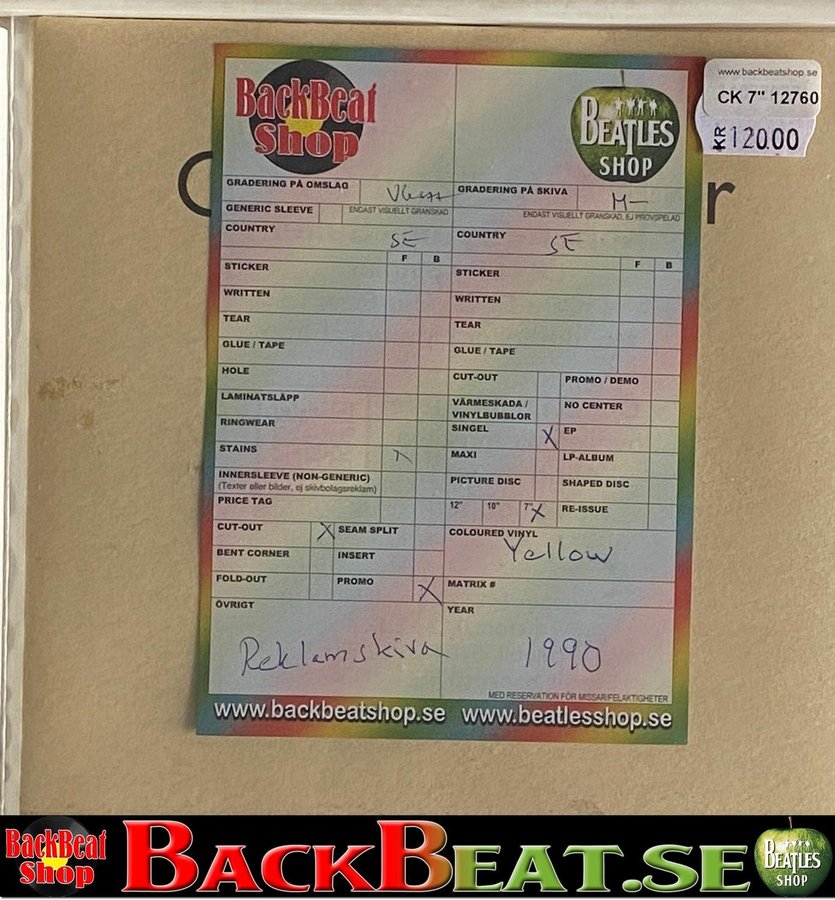 www.backbeatshop.se
CK 7" 12760
KR 120.00
BackBeat
Shop
BEATLES
SHOP
r
GRADERING PÅ OMSLAG
GRADERING PÅ SKIVA M-
GENERIC SLEEVE ENDAST VISUELLT GRANSKAD
ENDAST VISUELLT GRANSKAD, EJ PROVSPELAD
COUNTRY SE
COUNTRY SE
F B
F B
STICKER
STICKER
WRITTEN
WRITTEN
TEAR
TEAR
GLUE / TAPE
GLUE / TAPE
HOLE
CUT-OUT PROMO / DEMO
LAMINATSLÄPP
VÄRMESKADA / NO CENTER
VINYLBUBBLOR
RINGWEAR
SINGEL X EP
STAINS
MAXI LP-ALBUM
INNERSLEEVE (NON-GENERIC)
(Texter eller bilder, ej skivbolagsreklam)
PICTURE DISC SHAPED DISC
PRICE TAG
12" 10" 7" X RE-ISSUE
CUT-OUT X SEAM SPLIT
COLOURED VINYL
Yellow
BENT CORNER INSERT
FOLD-OUT PROMO X
MATRIX #
ÖVRIGT
YEAR
Reklamskiva
1990
MED RESERVATION FÖR MISSAR/FELAKTIGHETER
www.backbeatshop.se www.beatlesshop.se
BackBeat
Shop
BACKBEAT.SE
BEATLES
SHOP